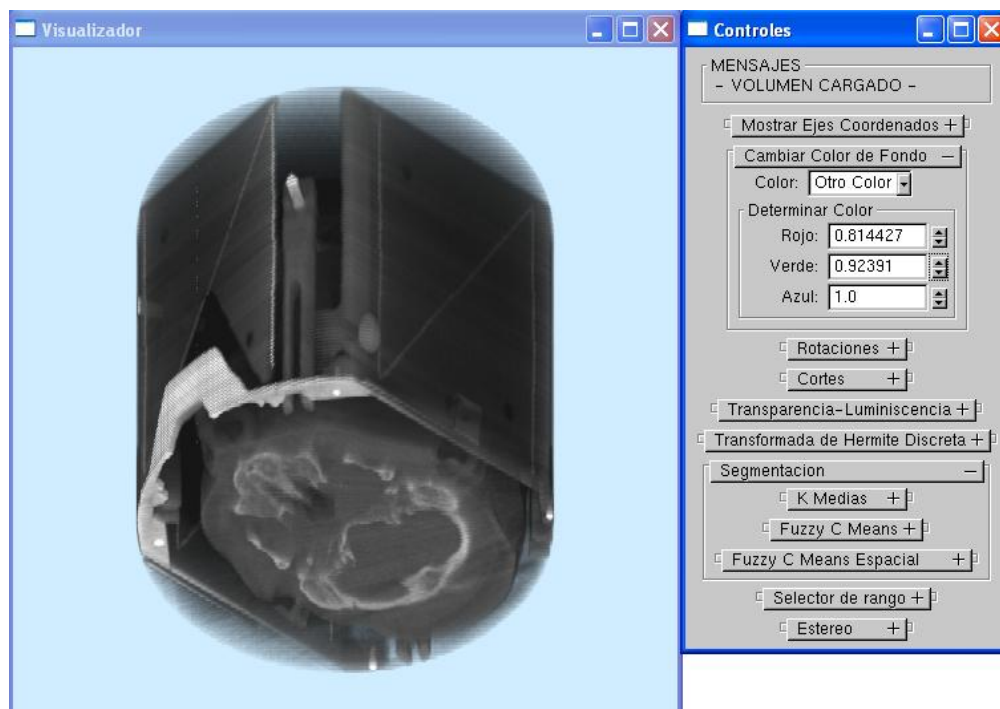 Visualizador
Controles
MENSAJES
- VOLUMEN CARGADO -
Mostrar Ejes Coordenados +
Cambiar Color de Fondo -
Color: Otro Color
Determinar Color
Rojo: 0.814427
Verde: 0.92391
Azul: 1.0
Rotaciones +
Cortes +
Transparencia-Luminiscencia +
Transformada de Hermite Discreta +
Segmentacion -
K Medias +
Fuzzy C Means +
Fuzzy C Means Espacial +
Selector de rango +
Estereo +